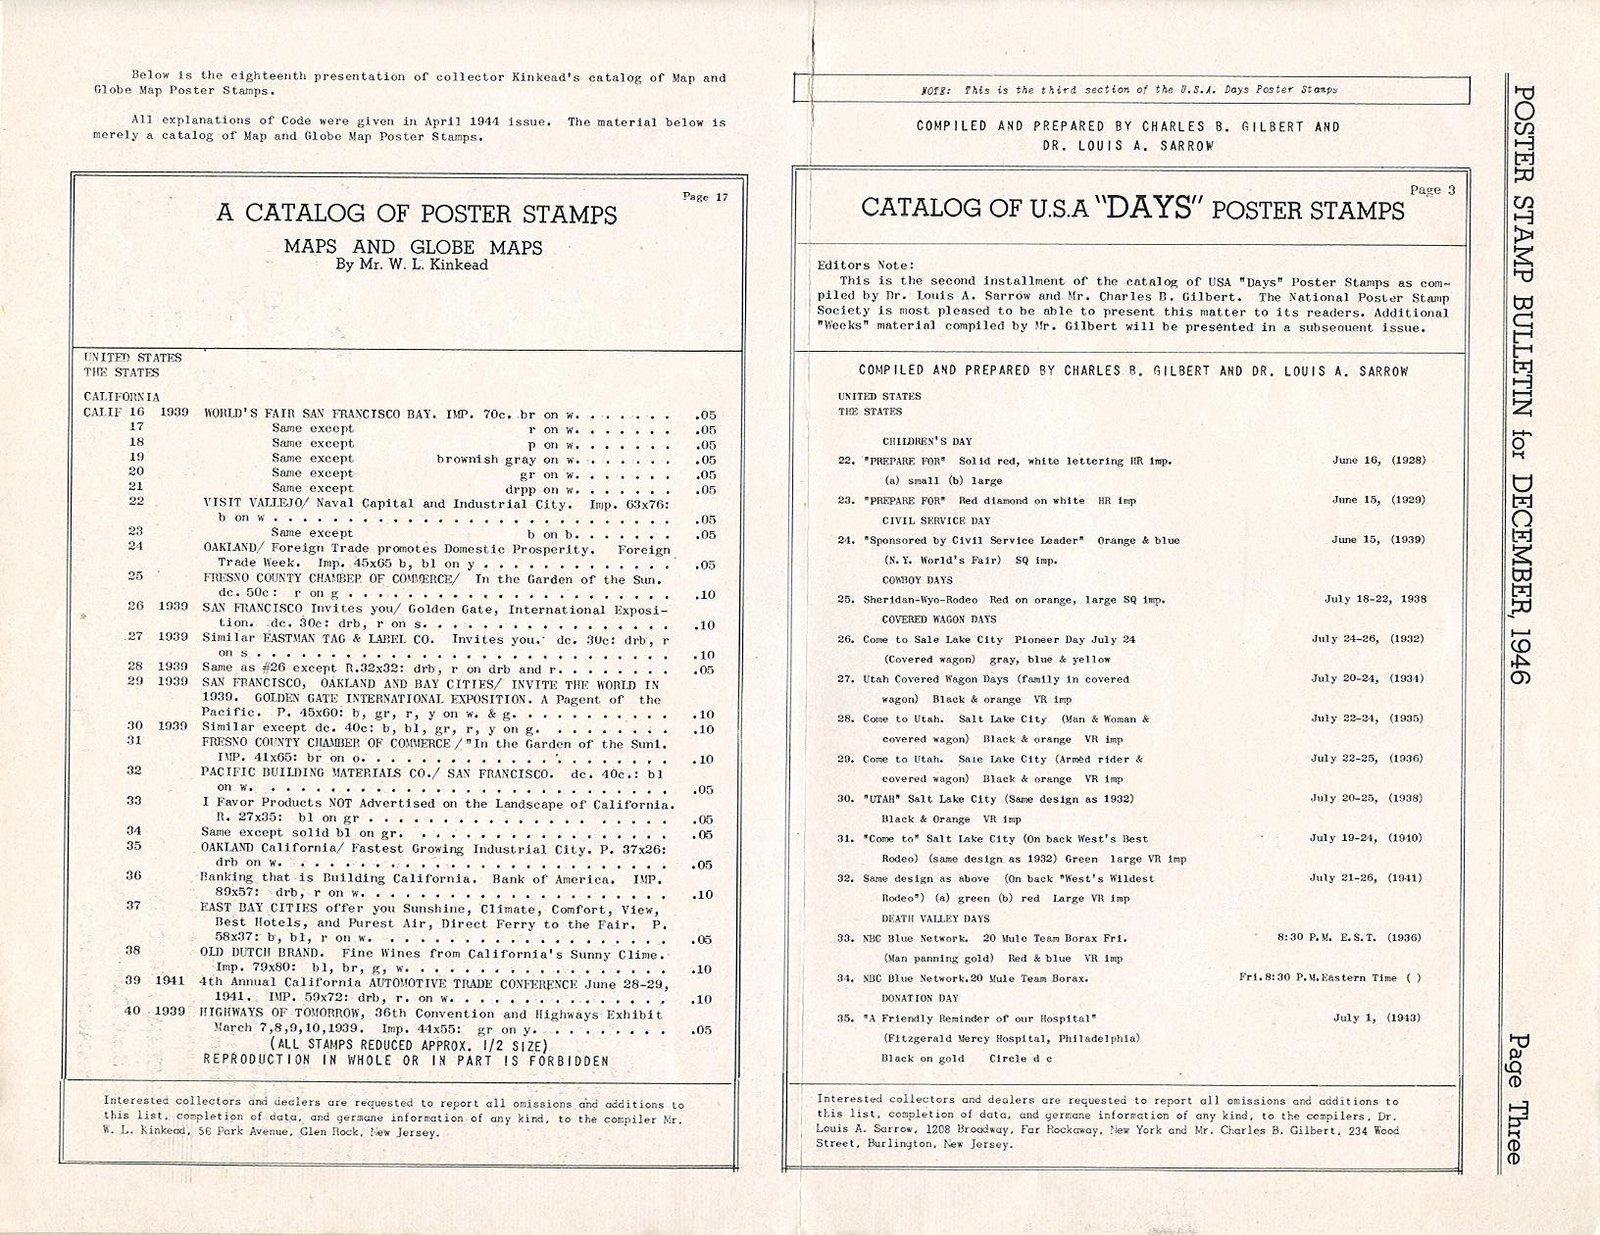 Below is the eighteenth presentation of collector Kinkead's catalog of Map and
Globe Map Poster Stamps.
All explanations of Code were given in April 1944 issue. The material below is
merely a catalog of Map and Globe Map Poster Stamps.
Page 17
A CATALOG OF POSTER STAMPS
MAPS AND GLOBE MAPS
By Mr. W. L. Kinkead
UNITED STATES
THE STATES
CALIFORNIA
CALIF 16 1939 WORLD'S FAIR SAN FRANCISCO BAY. IMP. 70c. br on w. . . . . . . .05
17 Same except r on w. . . . . . . .05
18 Same except p on w. . . . . . . .05
19 Same except brownish gray on w. . . . . . . .05
20 Same except gr on w. . . . . . . .05
21 Same except drpp on w. . . . . . . .05
22 VISIT VALLEJO/ Naval Capital and Industrial City. Imp. 63x76:
b on w . . . . . . . . . . . . . . . . . . . . . . . . . . .05
23 Same except b on b. . . . . . . .05
24 OAKLAND/ Foreign Trade promotes Domestic Prosperity. Foreign
Trade Week. Imp. 45x65 b, bl on y . . . . . . . . . . . . .05
25 FRESNO COUNTY CHAMBER OF COMMERCE/ In the Garden of the Sun.
dc. 50c: r on g . . . . . . . . . . . . . . . . . . . . . .10
26 1939 SAN FRANCISCO Invites you/ Golden Gate, International Exposi-
tion. dc. 30c: drb, r on s. . . . . . . . . . . . . . . . .10
27 1939 Similar EASTMAN TAG & LABEL CO. Invites you. dc. 30c: drb, r
on s . . . . . . . . . . . . . . . . . . . . . . . . . . . .10
28 1939 Same as #26 except R.32x32: drb, r on drb and r. . . . . . . .05
29 1939 SAN FRANCISCO, OAKLAND AND BAY CITIES/ INVITE THE WORLD IN
1939. GOLDEN GATE INTERNATIONAL EXPOSITION. A Pagent of the
Pacific. P. 45x60: b, gr, r, y on w. & g. . . . . . . . . . .10
30 1939 Similar except dc. 40c: b, bl, gr, r, y on g. . . . . . . . . .10
31 FRESNO COUNTY CHAMBER OF COMMERCE /"In the Garden of the Sun1.
IMP. 41x65: br on o. . . . . . . . . . . . . . . . . . . . .10
32 PACIFIC BUILDING MATERIALS CO./ SAN FRANCISCO. dc. 40c.: bl
on w. . . . . . . . . . . . . . . . . . . . . . . . . . . .05
33 I Favor Products NOT Advertised on the Landscape of California.
R. 27x35: bl on gr . . . . . . . . . . . . . . . . . . . . .05
34 Same except solid bl on gr. . . . . . . . . . . . . . . . . .05
35 OAKLAND California/ Fastest Growing Industrial City. P. 37x26:
drb on w. . . . . . . . . . . . . . . . . . . . . . . . . .05
36 Banking that is Building California. Bank of America. IMP.
89x57: drb, r on w. . . . . . . . . . . . . . . . . . . . .10
37 EAST BAY CITIES offer you Sunshine, Climate, Comfort, View,
Best Hotels, and Purest Air, Direct Ferry to the Fair. P.
58x37: b, bl, r on w. . . . . . . . . . . . . . . . . . . .05
38 OLD DUTCH BRAND. Fine Wines from California's Sunny Clime.
Imp. 79x80: bl, br, g, w. . . . . . . . . . . . . . . . . .10
39 1941 4th Annual California AUTOMOTIVE TRADE CONFERENCE June 28-29,
1941. IMP. 59x72: drb, r. on w. . . . . . . . . . . . . . .10
40 1939 HIGHWAYS OF TOMORROW, 36th Convention and Highways Exhibit
March 7,8,9,10,1939. Imp. 44x55: gr on y. . . . . . . . . .05
(ALL STAMPS REDUCED APPROX. 1/2 SIZE)
REPRODUCTION IN WHOLE OR IN PART IS FORBIDDEN
Interested collectors and dealers are requested to report all omissions and additions to
this list, completion of data, and germane information of any kind, to the compiler Mr.
W. L. Kinkead, 56 Park Avenue, Glen Rock, New Jersey.
NOTE: This is the third section of the U.S.A. Days Poster Stamps
COMPILED AND PREPARED BY CHARLES B. GILBERT AND
DR. LOUIS A. SARROW
Page 3
CATALOG OF U.S.A "DAYS" POSTER STAMPS
Editors Note:
This is the second installment of the catalog of USA "Days" Poster Stamps as com-
piled by Dr. Louis A. Sarrow and Mr. Charles B. Gilbert. The National Poster Stamp
Society is most pleased to be able to present this matter to its readers. Additional
"Weeks" material compiled by Mr. Gilbert will be presented in a subsequent issue.
COMPILED AND PREPARED BY CHARLES B. GILBERT AND DR. LOUIS A. SARROW
UNITED STATES
THE STATES
CHILDREN'S DAY
22. "PREPARE FOR" Solid red, white lettering HR imp. June 16, (1928)
(a) small (b) large
23. "PREPARE FOR" Red diamond on white HR imp June 15, (1929)
CIVIL SERVICE DAY
24. "Sponsored by Civil Service Leader" Orange & blue June 15, (1939)
(N.Y. World's Fair) SQ imp.
COWBOY DAYS
25. Sheridan-Wyo-Rodeo Red on orange, large SQ imp. July 18-22, 1938
COVERED WAGON DAYS
26. Come to Sale Lake City Pioneer Day July 24 July 24-26, (1932)
(Covered wagon) gray, blue & yellow
27. Utah Covered Wagon Days (family in covered July 20-24, (1934)
wagon) Black & orange VR imp
28. Come to Utah. Salt Lake City (Man & Woman & July 22-24, (1935)
covered wagon) Black & orange VR imp
29. Come to Utah. Sale Lake City (Armed rider & July 22-25, (1936)
covered wagon) Black & orange VR imp
30. "UTAH" Salt Lake City (Same design as 1932) July 20-25, (1938)
Black & Orange VR imp
31. "Come to" Salt Lake City (On back West's Best July 19-24, (1940)
Rodeo) (same design as 1932) Green large VR imp
32. Same design as above (On back "West's Wildest July 21-26, (1941)
Rodeo") (a) green (b) red Large VR imp
DEATH VALLEY DAYS
33. NBC Blue Network. 20 Mule Team Borax Fri. 8:30 P.M. E.S.T. (1936)
(Man panning gold) Red & blue VR imp
34. NBC Blue Network.20 Mule Team Borax. Fri.8:30 P.M.Eastern Time ( )
DONATION DAY
35. "A Friendly Reminder of our Hospital" July 1, (1943)
(Fitzgerald Mercy Hospital, Philadelphia)
Black on gold Circle d c
Interested collectors and dealers are requested to report all omissions and additions to
this list, completion of data, and germane information of any kind, to the compilers, Dr.
Louis A. Sarrow, 1208 Broadway, Far Rockaway, New York and Mr. Charles B. Gilbert, 234 Wood
Street, Burlington, New Jersey.
POSTER STAMP BULLETIN for DECEMBER, 1946
Page Three